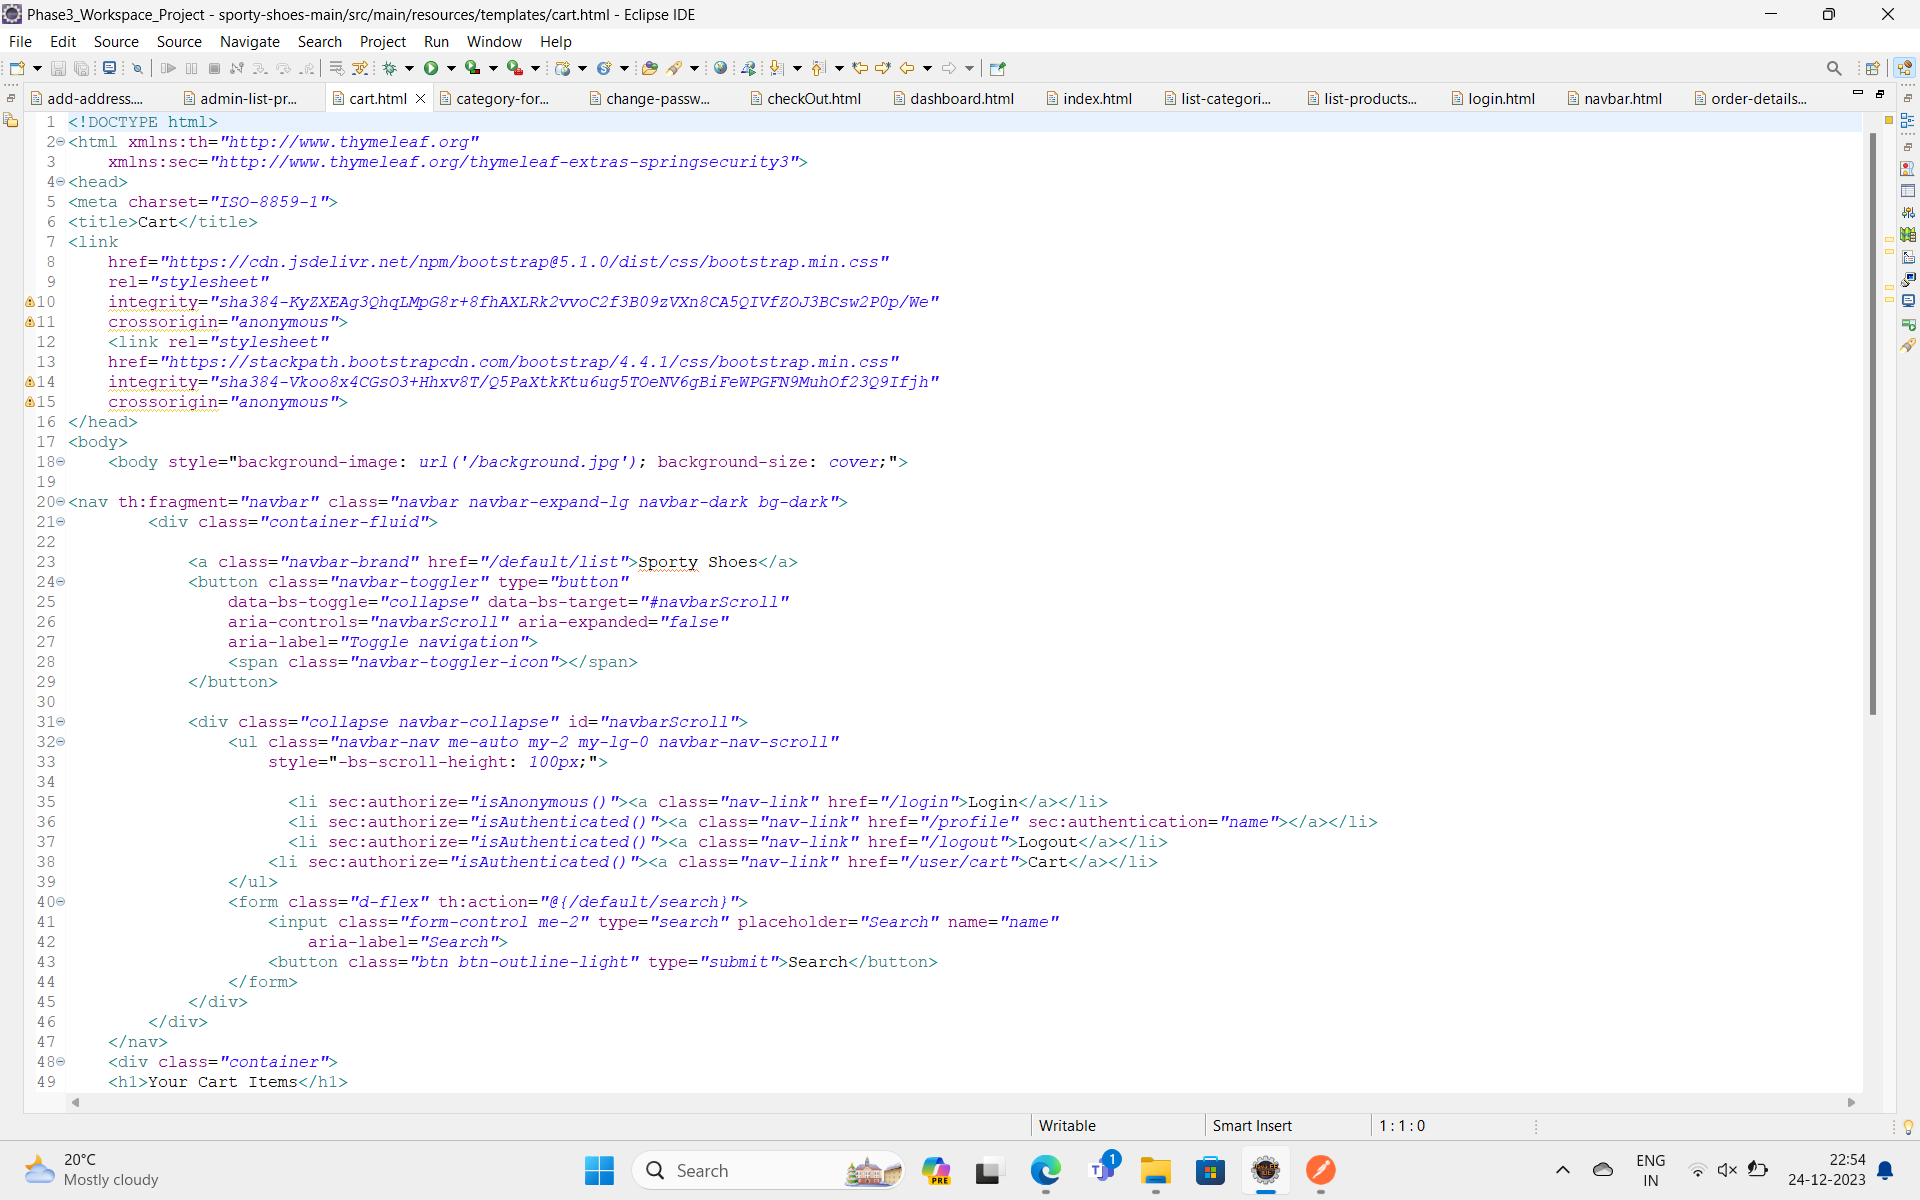 Phase3_Workspace_Project - sporty-shoes-main/src/main/resources/templates/cart.html - Eclipse IDE
File Edit Source Source Navigate Search Project Run Window Help
add-address.... admin-list-pr... cart.html category-for... change-passw... checkOut.html dashboard.html index.html list-categori... list-products... login.html navbar.html order-details...
1 <!DOCTYPE html>
2 <html xmlns:th="http://www.thymeleaf.org"
3 xmlns:sec="http://www.thymeleaf.org/thymeleaf-extras-springsecurity3">
4 <head>
5 <meta charset="ISO-8859-1">
6 <title>Cart</title>
7 <link
8 href="https://cdn.jsdelivr.net/npm/bootstrap@5.1.0/dist/css/bootstrap.min.css"
9 rel="stylesheet"
10 integrity="sha384-KyZXEAg3QhqLMpG8r+8fhAXLRk2vvoC2f3B09zVXn8CA5QIVfZOJ3BCsw2P0p/We"
11 crossorigin="anonymous">
12 <link rel="stylesheet"
13 href="https://stackpath.bootstrapcdn.com/bootstrap/4.4.1/css/bootstrap.min.css"
14 integrity="sha384-Vkoo8x4CGsO3+Hhxv8T/Q5PaXtkKtu6ug5TOeNV6gBiFeWPGFN9MuhOf23Q9Ifjh"
15 crossorigin="anonymous">
16 </head>
17 <body>
18 <body style="background-image: url('/background.jpg'); background-size: cover;">
19
20 <nav th:fragment="navbar" class="navbar navbar-expand-lg navbar-dark bg-dark">
21 <div class="container-fluid">
22
23 <a class="navbar-brand" href="/default/list">Sporty Shoes</a>
24 <button class="navbar-toggler" type="button"
25 data-bs-toggle="collapse" data-bs-target="#navbarScroll"
26 aria-controls="navbarScroll" aria-expanded="false"
27 aria-label="Toggle navigation">
28 <span class="navbar-toggler-icon"></span>
29 </button>
30
31 <div class="collapse navbar-collapse" id="navbarScroll">
32 <ul class="navbar-nav me-auto my-2 my-lg-0 navbar-nav-scroll"
33 style="-bs-scroll-height: 100px;">
34
35 <li sec:authorize="isAnonymous()"><a class="nav-link" href="/login">Login</a></li>
36 <li sec:authorize="isAuthenticated()"><a class="nav-link" href="/profile" sec:authentication="name"></a></li>
37 <li sec:authorize="isAuthenticated()"><a class="nav-link" href="/logout">Logout</a></li>
38 <li sec:authorize="isAuthenticated()"><a class="nav-link" href="/user/cart">Cart</a></li>
39 </ul>
40 <form class="d-flex" th:action="@{/default/search}">
41 <input class="form-control me-2" type="search" placeholder="Search" name="name"
42 aria-label="Search">
43 <button class="btn btn-outline-light" type="submit">Search</button>
44 </form>
45 </div>
46 </div>
47 </nav>
48 <div class="container">
49 <h1>Your Cart Items</h1>
Writable Smart Insert 1 : 1 : 0
20°C
Mostly cloudy
Search
PRE
1
ENG
IN
22:54
24-12-2023